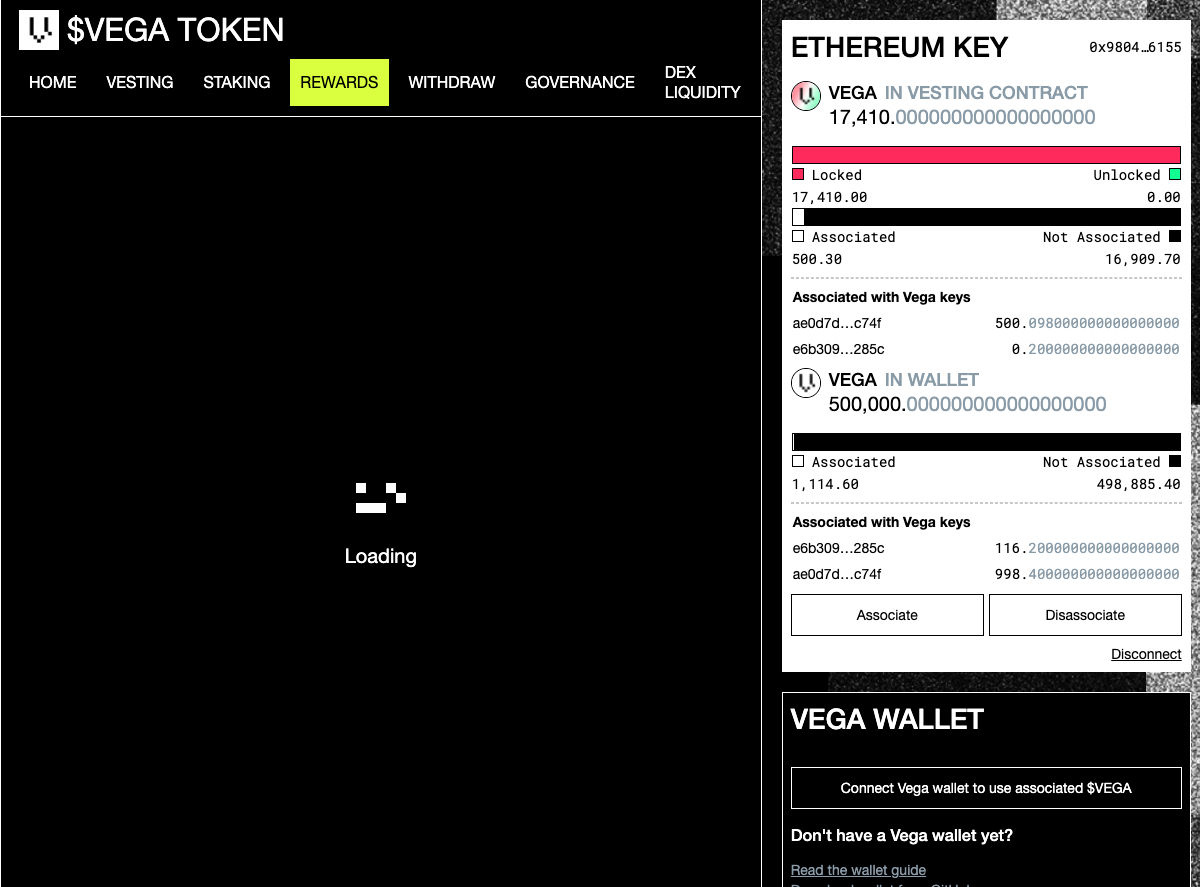 $VEGA TOKEN
HOME VESTING STAKING REWARDS WITHDRAW GOVERNANCE DEX LIQUIDITY
Loading
ETHEREUM KEY 0x9804…6155
VEGA IN VESTING CONTRACT
17,410.000000000000000000
Locked Unlocked
17,410.00 0.00
Associated Not Associated
500.30 16,909.70
Associated with Vega keys
ae0d7d…c74f 500.098000000000000000
e6b309…285c 0.200000000000000000
VEGA IN WALLET
500,000.000000000000000000
Associated Not Associated
1,114.60 498,885.40
Associated with Vega keys
e6b309…285c 116.200000000000000000
ae0d7d…c74f 998.400000000000000000
Associate Disassociate
Disconnect
VEGA WALLET
Connect Vega wallet to use associated $VEGA
Don't have a Vega wallet yet?
Read the wallet guide